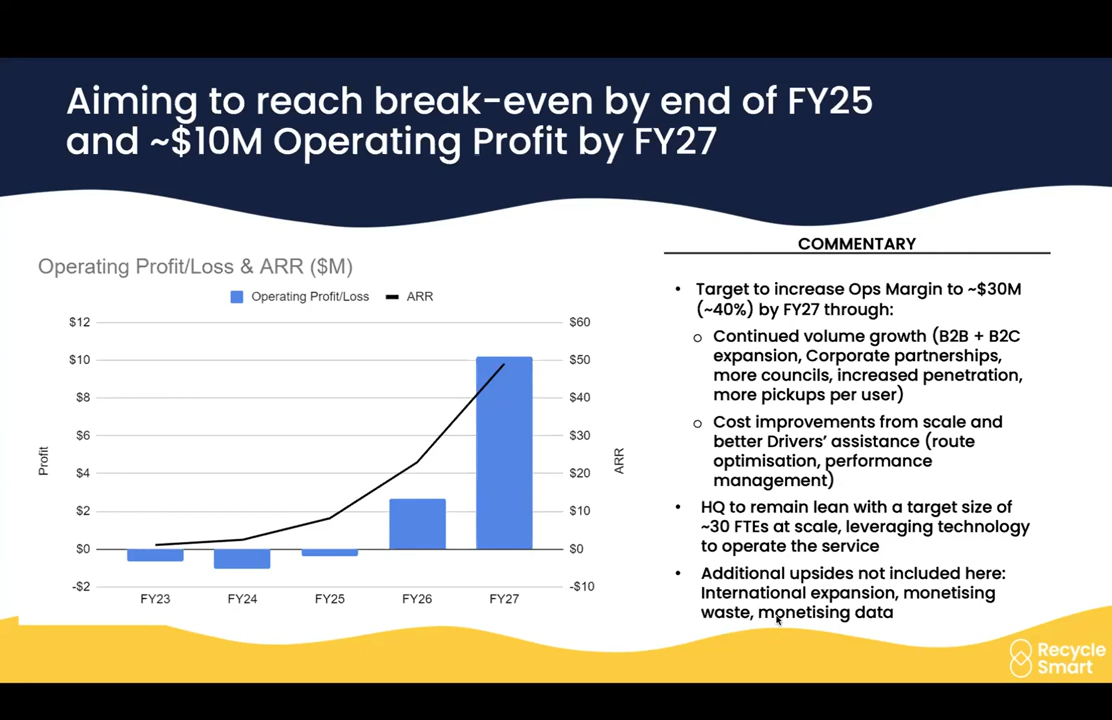 Aiming to reach break-even by end of FY25
and ~$10M Operating Profit by FY27
Operating Profit/Loss & ARR ($M)
Operating Profit/Loss
ARR
$12
$10
$8
$6
$4
$2
$0
-$2
Profit
$60
$50
$40
$30
$20
$10
$0
-$10
ARR
FY23
FY24
FY25
FY26
FY27
COMMENTARY
• Target to increase Ops Margin to ~$30M
(~40%) by FY27 through:
○ Continued volume growth (B2B + B2C
expansion, Corporate partnerships,
more councils, increased penetration,
more pickups per user)
○ Cost improvements from scale and
better Drivers’ assistance (route
optimisation, performance
management)
• HQ to remain lean with a target size of
~30 FTEs at scale, leveraging technology
to operate the service
• Additional upsides not included here:
International expansion, monetising
waste, monetising data
Recycle
Smart